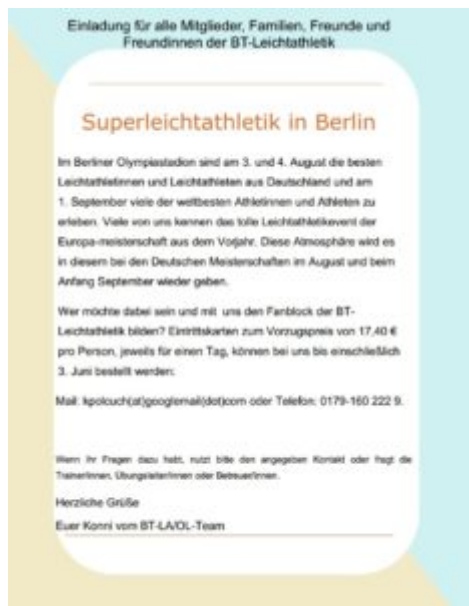 Einladung für alle Mitglieder, Familien, Freunde und
Freundinnen der BT-Leichtathletik
Superleichtathletik in Berlin
Im Berliner Olympiastadion sind am 3. und 4. August die besten
Leichtathletinnen und Leichtathleten aus Deutschland und am
1. September viele der weltbesten Athletinnen und Athleten zu
erleben. Viele von uns kennen das tolle Leichtathletikevent der
Europa-meisterschaft aus dem Vorjahr. Diese Atmosphäre wird es
in diesem bei den Deutschen Meisterschaften im August und beim
Anfang September wieder geben.
Wer möchte dabei sein und mit uns den Fanblock der BT-
Leichtathletik bilden? Eintrittskarten zum Vorzugspreis von 17,40 €
pro Person, jeweils für einen Tag, können bei uns bis einschließlich
3. Juni bestellt werden:
Mail: kpolcuch(at)googlemail(dot)com oder Telefon: 0179-160 222 9.
Wenn ihr Fragen dazu habt, nutzt bitte den angegeben Kontakt oder fragt die
TrainerInnen, ÜbungsleiterInnen oder BetreuerInnen.
Herzliche Grüße
Euer Konni vom BT-LA/OL-Team